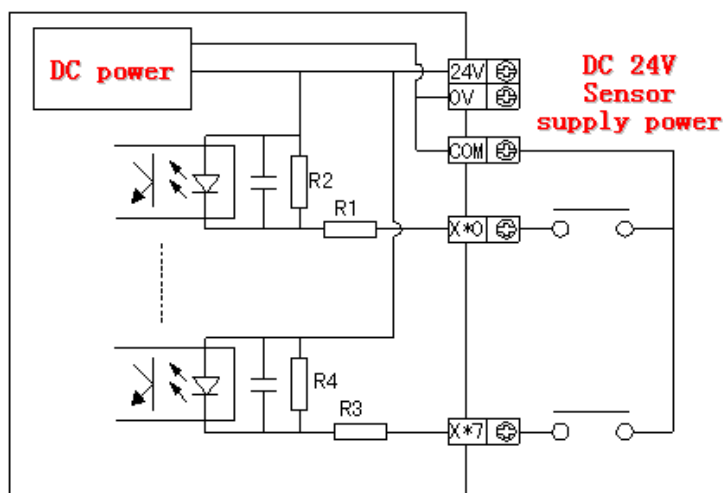 DC power
24V
0V
COM
DC 24V
Sensor
supply power
R2
R1
X*0
R4
R3
X*7